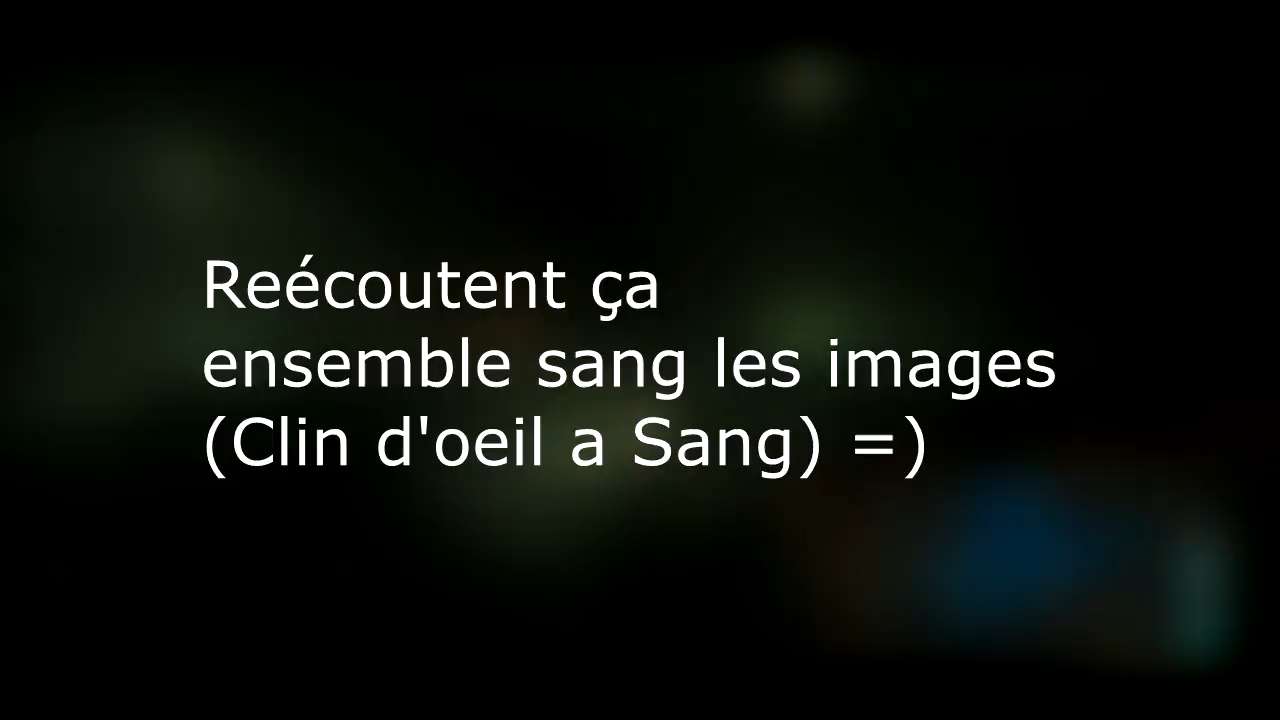 Reécoutent ça
ensemble sang les images
(Clin d'oeil a Sang) =)